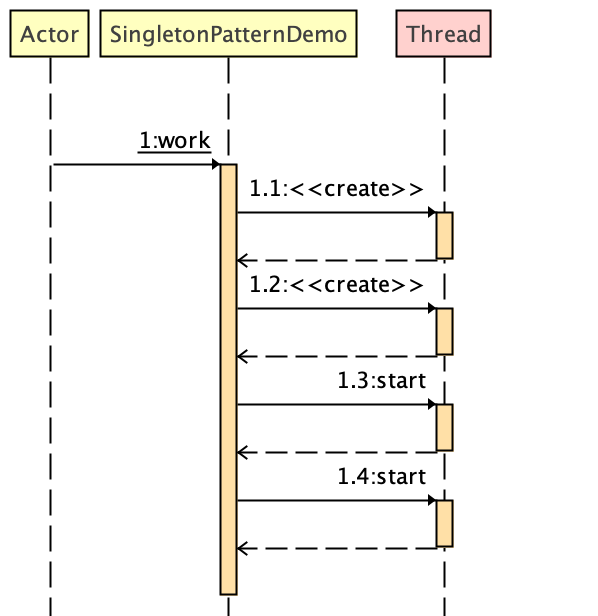 Actor
SingletonPatternDemo
Thread
1:work
1.1:<<create>>
1.2:<<create>>
1.3:start
1.4:start